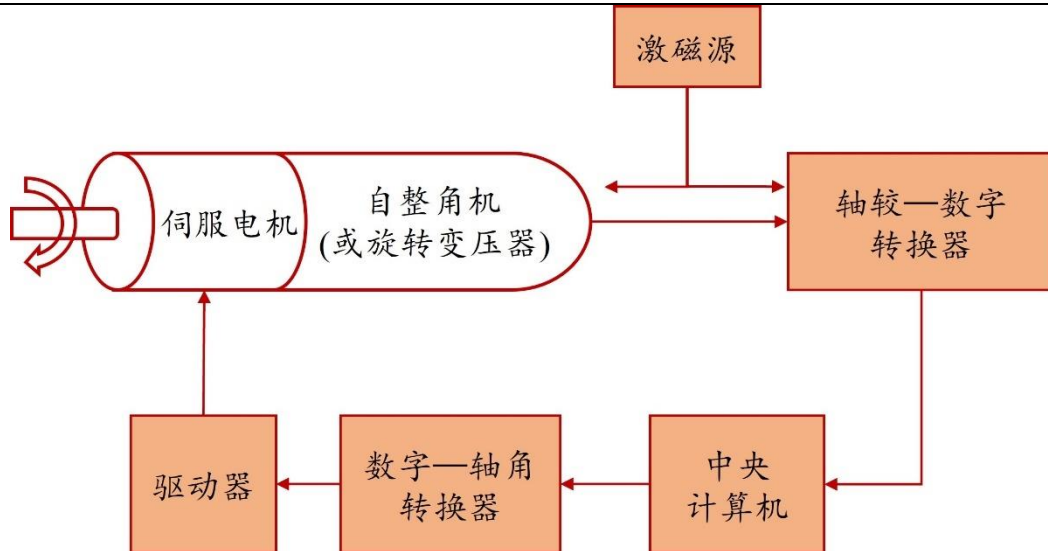 激磁源
伺服电机
自整角机
(或旋转变压器)
轴较—数字
转换器
驱动器
数字—轴角
转换器
中央
计算机